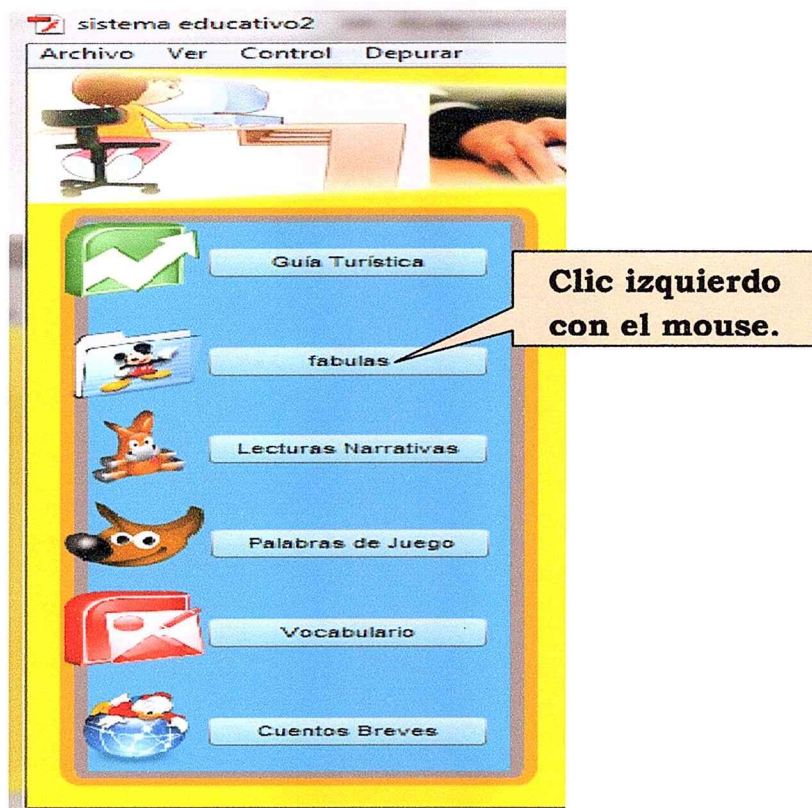 sistema educativo2
Archivo Ver Control Depurar
Guía Turística
Clic izquierdo
con el mouse.
fabulas
Lecturas Narrativas
Palabras de Juego
Vocabulario
Cuentos Breves